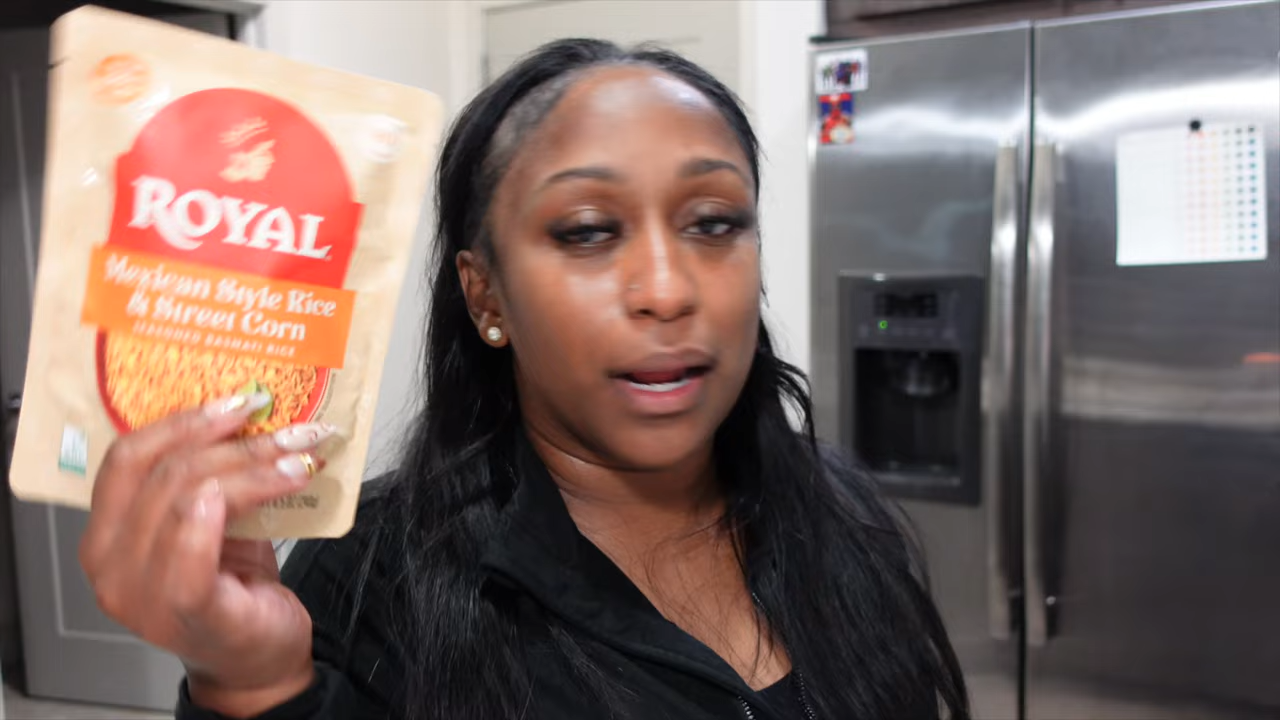 ROYAL
Mexican Style Rice
& Street Corn
SEASONED BASMATI RICE